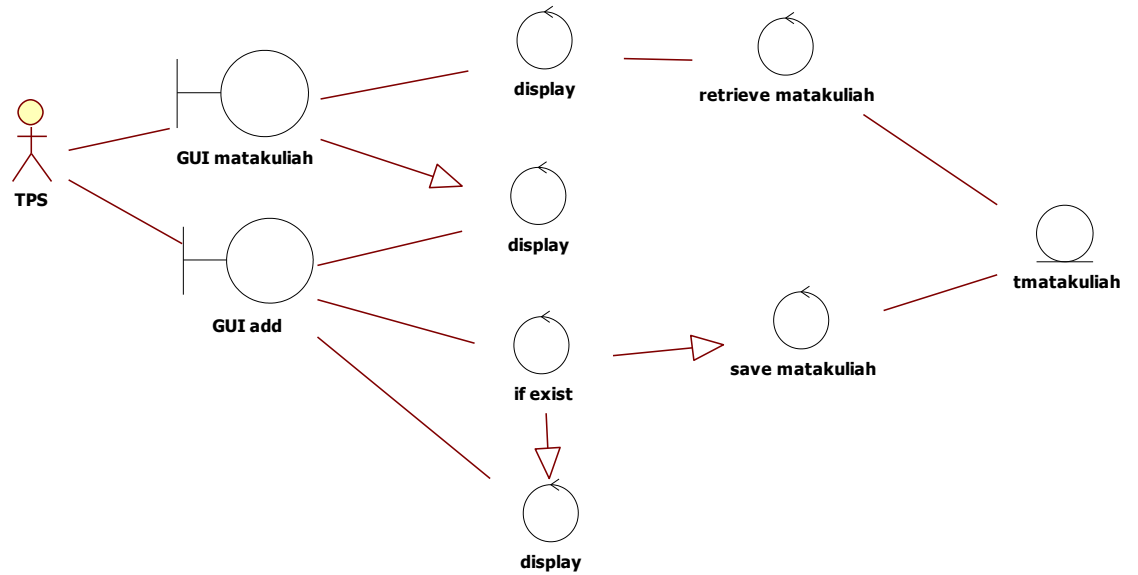 display
retrieve matakuliah
GUI matakuliah
TPS
display
tmatakuliah
GUI add
save matakuliah
if exist
display